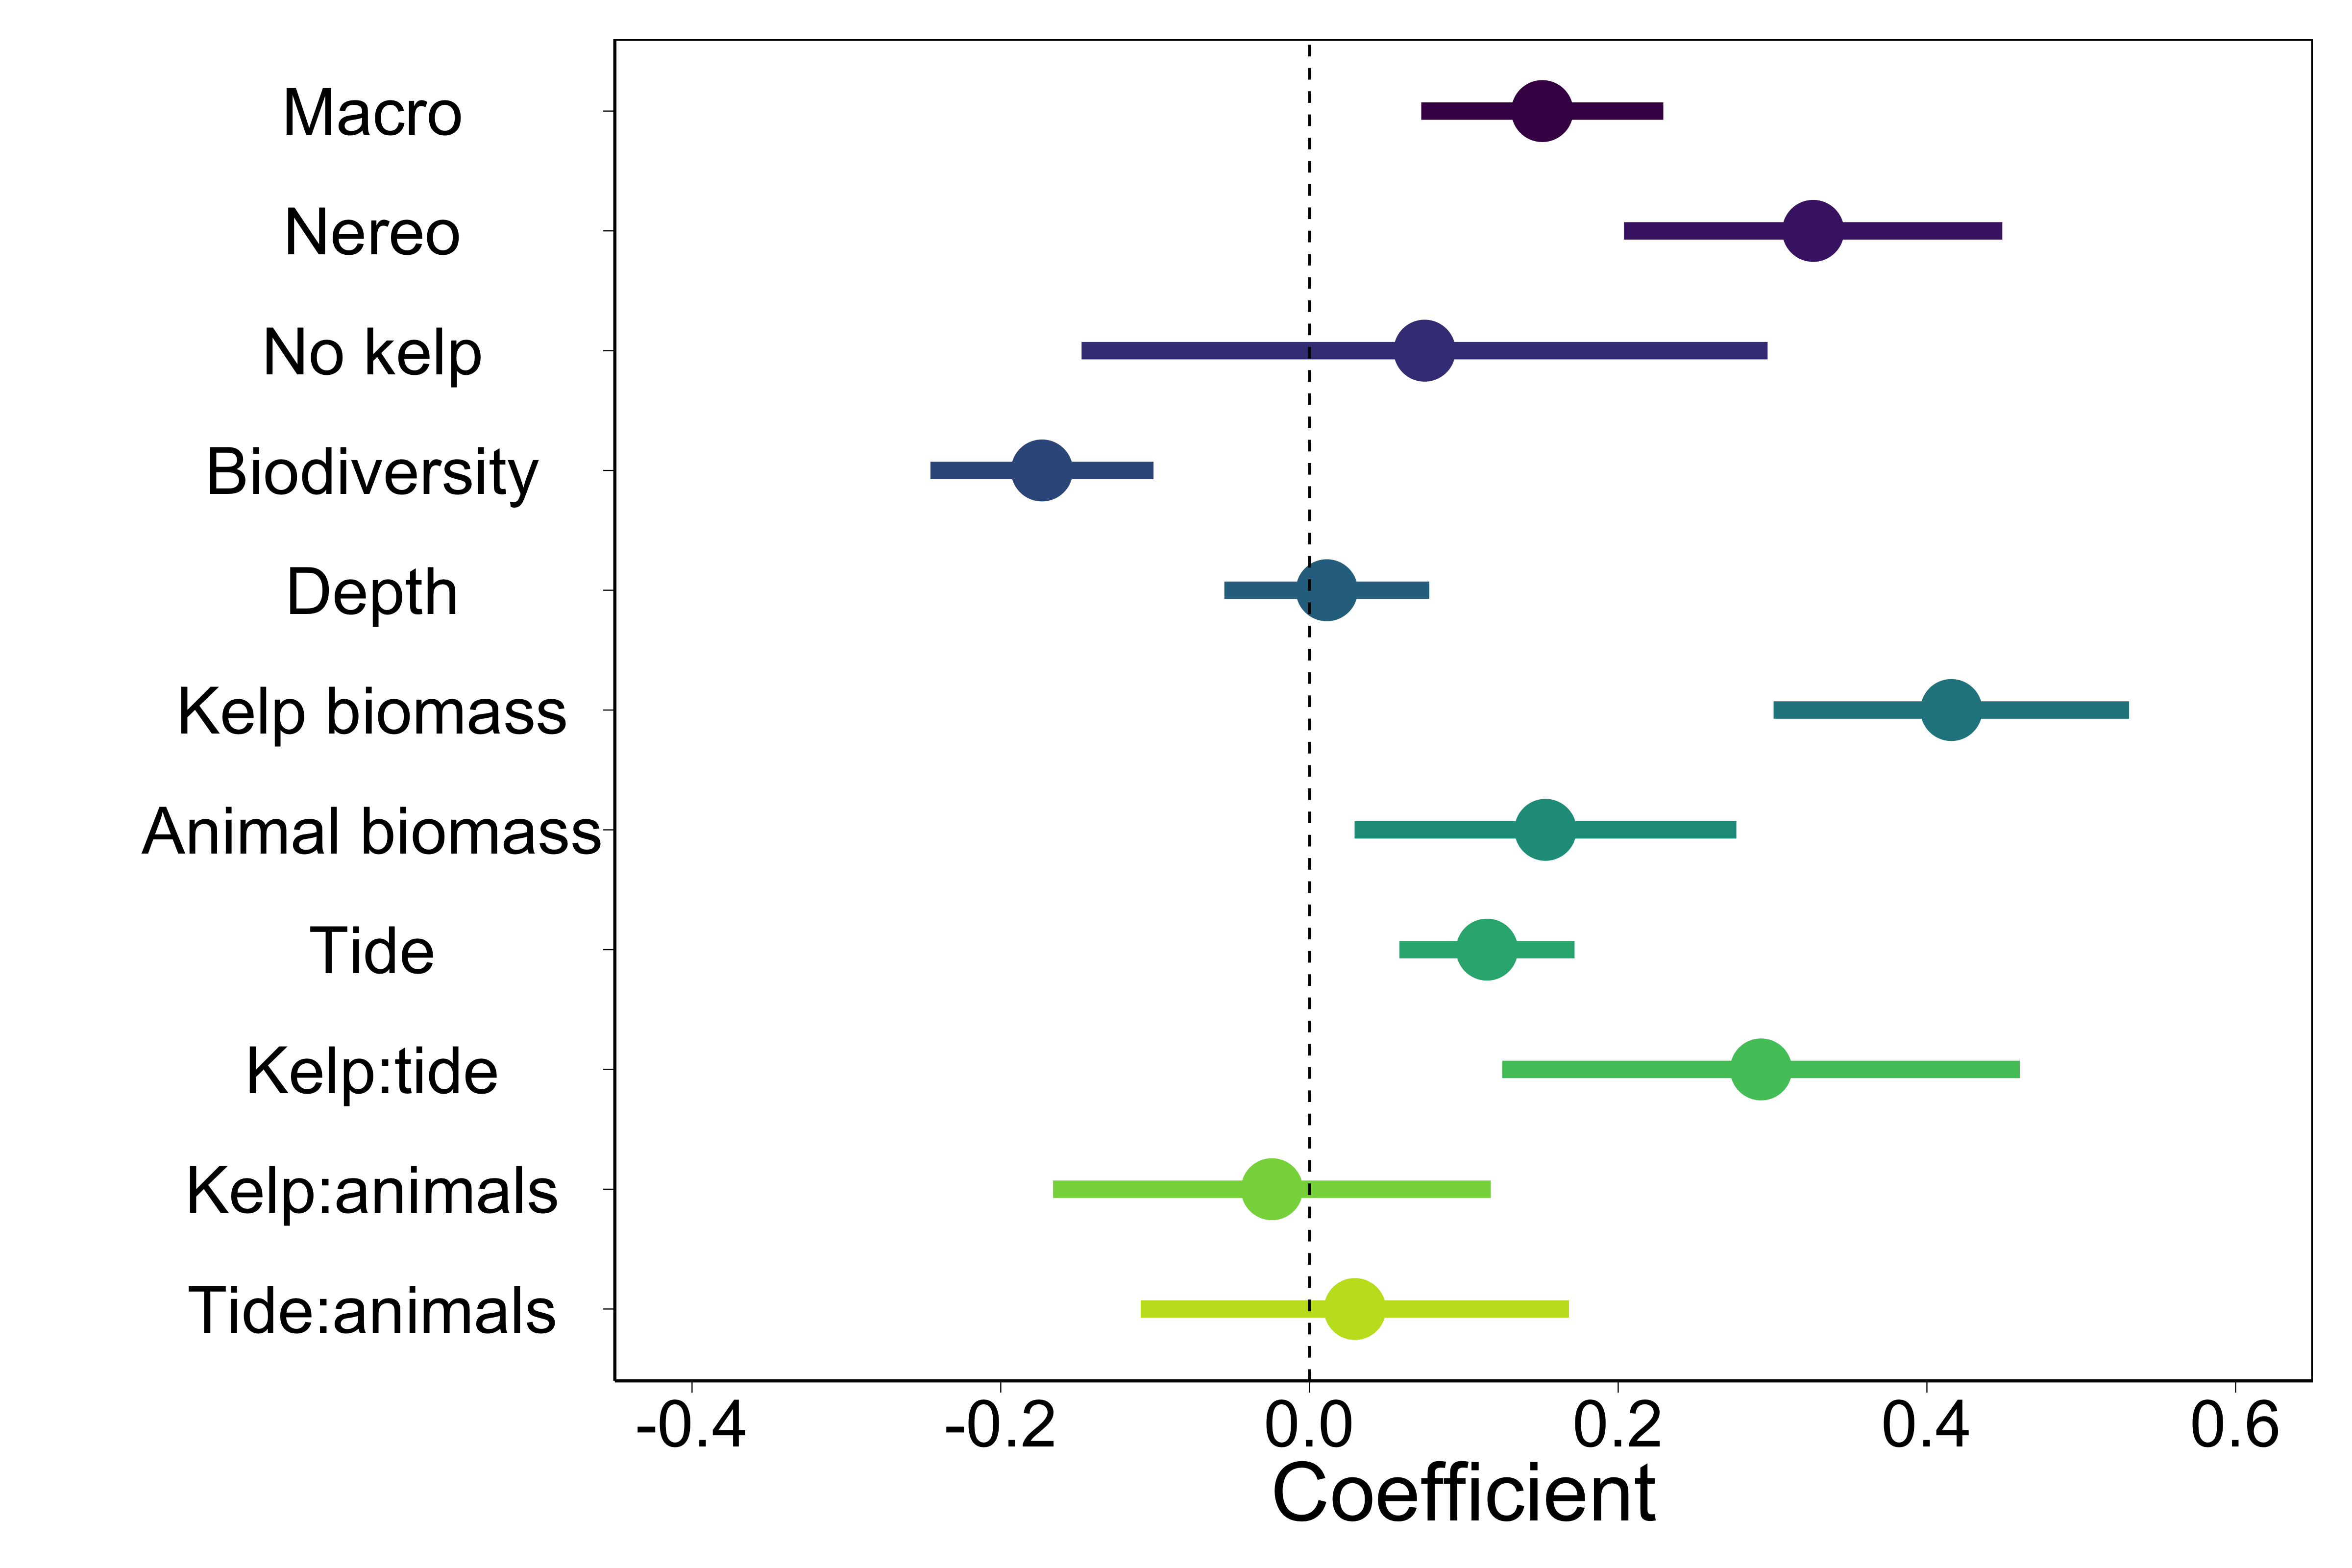 Macro
Nereo
No kelp
Biodiversity
Depth
Kelp biomass
Animal biomass
Tide
Kelp:tide
Kelp:animals
Tide:animals
-0.4 -0.2 0.0 0.2 0.4 0.6
Coefficient